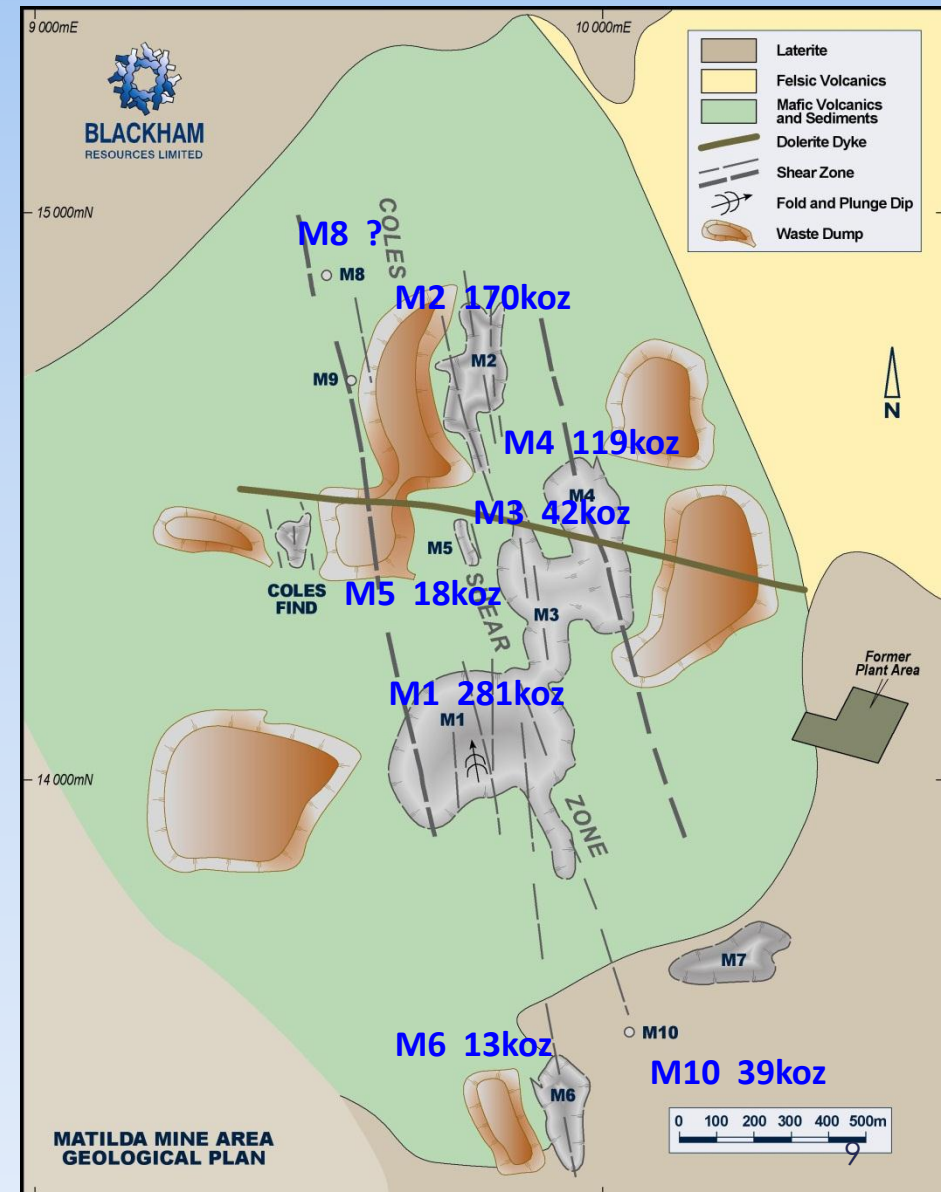 9 000mE
10 000mE
BLACKHAM
RESOURCES LIMITED
Laterite
Felsic Volcanics
Mafic Volcanics
and Sediments
Dolerite Dyke
Shear Zone
Fold and Plunge Dip
Waste Dump
15 000mN
M8 ?
COLES
M8
M2 170koz
M2
M9
N
M4 119koz
M4
M3 42koz
M5
COLES
FIND
M5 18koz
SHEAR
M3
Former
Plant Area
M1 281koz
M1
14 000mN
ZONE
M7
M10
M6 13koz
M10 39koz
M6
0 100 200 300 400 500m
9
MATILDA MINE AREA
GEOLOGICAL PLAN